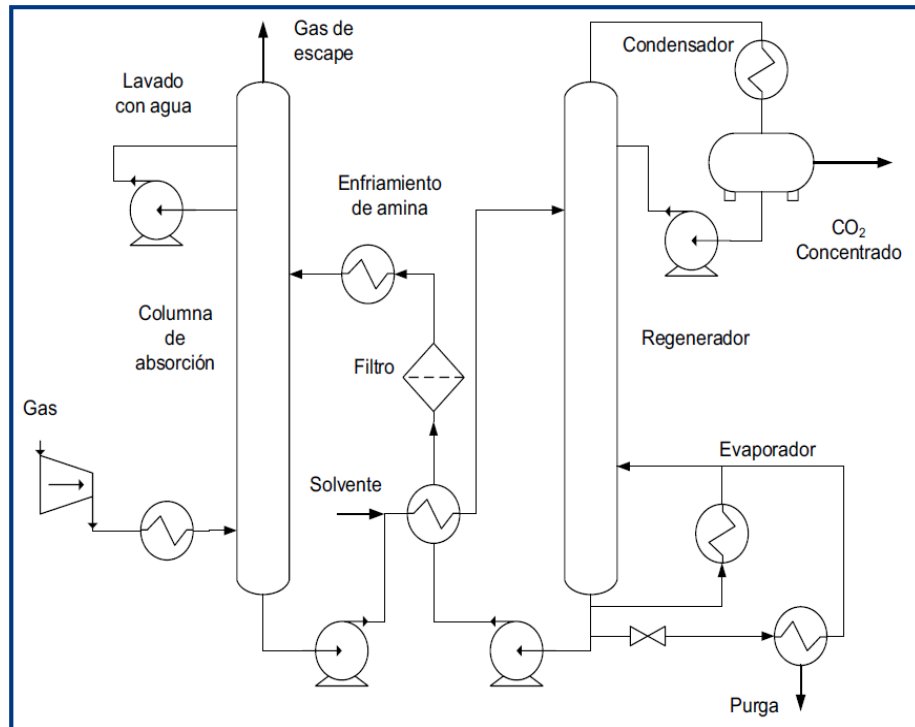 Gas de
escape
Condensador
Lavado
con agua
Enfriamiento
de amina
CO₂
Concentrado
Columna
de
absorción
Regenerador
Filtro
Gas
Evaporador
Solvente
Purga